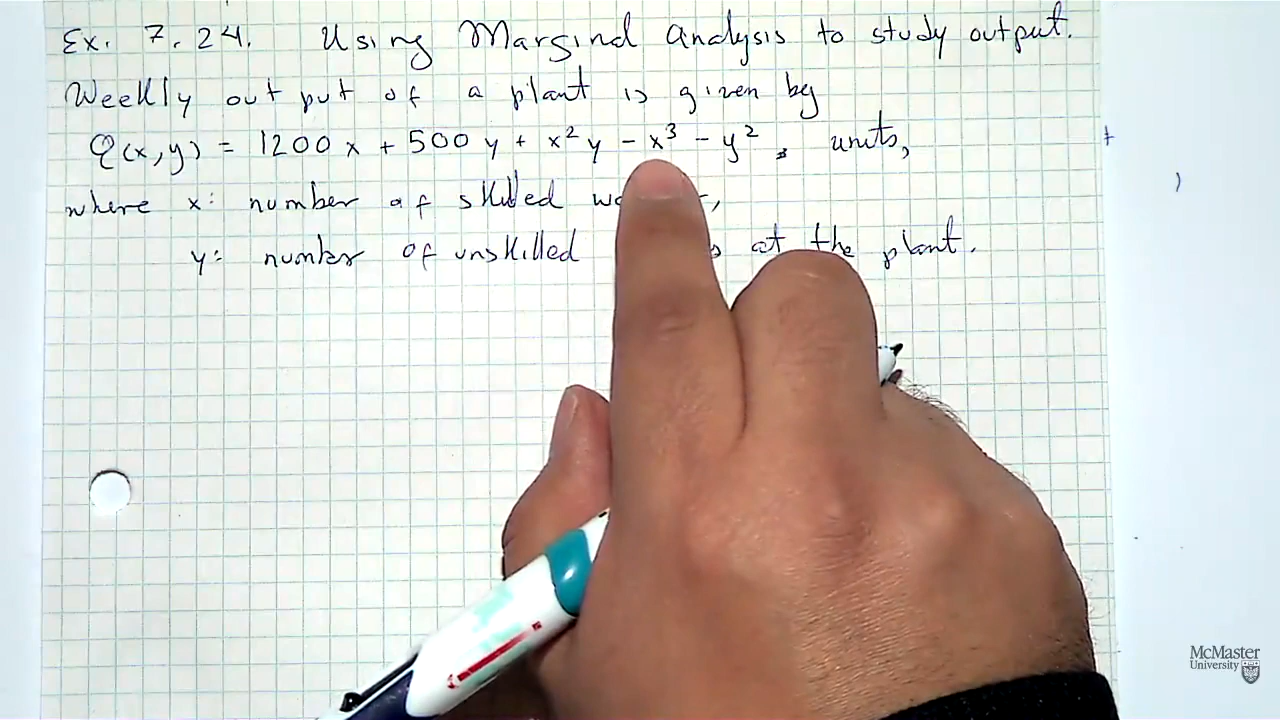 Ex. 7.24. Using Marginal Analysis to study output.
Weekly output of a plant is given by
Q(x,y) = 1200x + 500y + x²y - x³ - y², units,
where x: number of skilled
y: number of unskilled at the plant.
McMaster
University